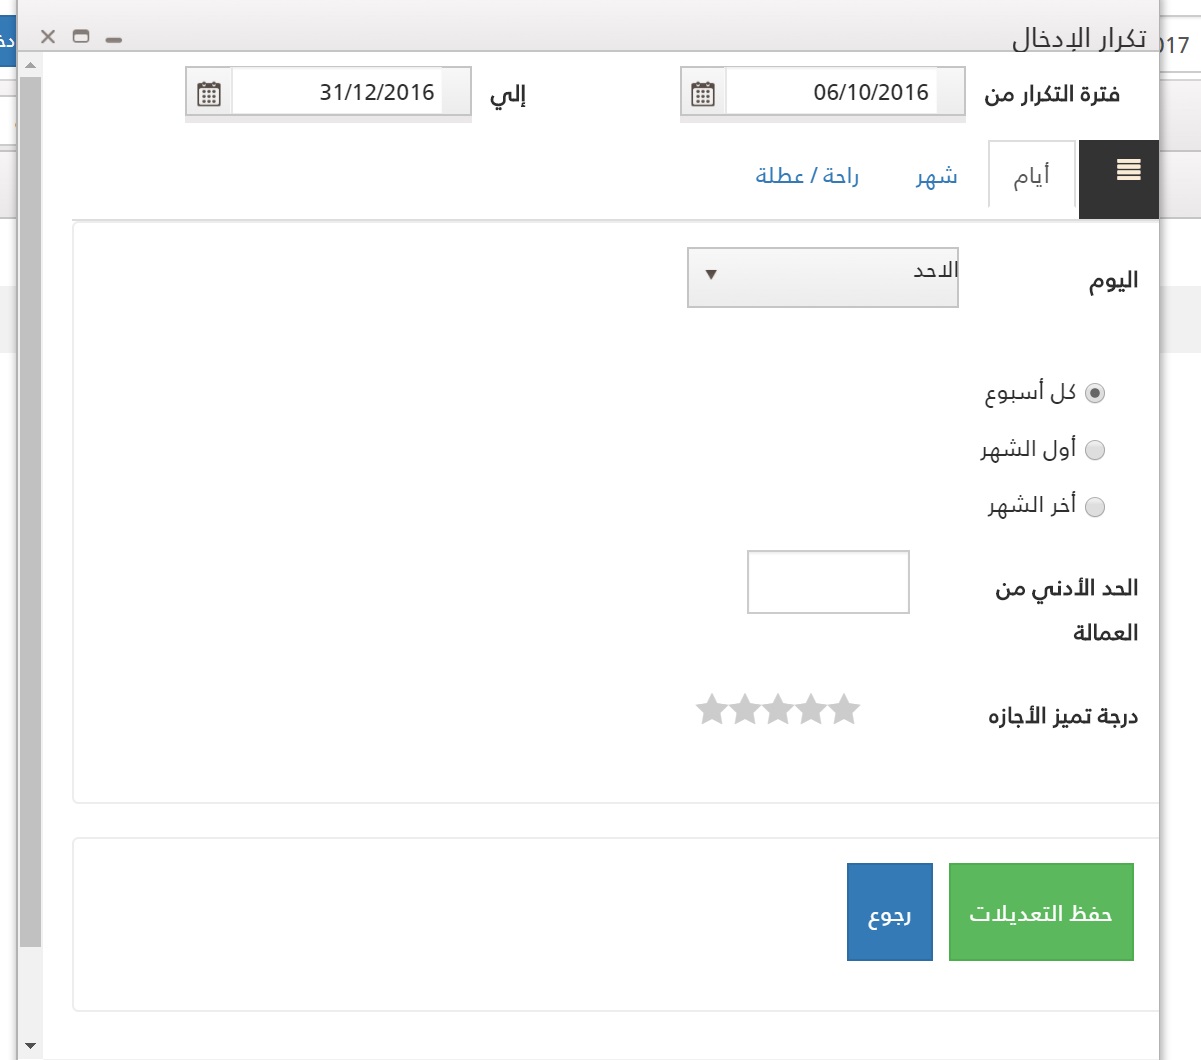 تكرار الإدخال
017
فترة التكرار من 06/10/2016 إلي 31/12/2016
أيام شهر راحة / عطلة
اليوم الاحد
كل أسبوع
أول الشهر
أخر الشهر
الحد الأدني من
العمالة
درجة تميز الأجازه
حفظ التعديلات رجوع